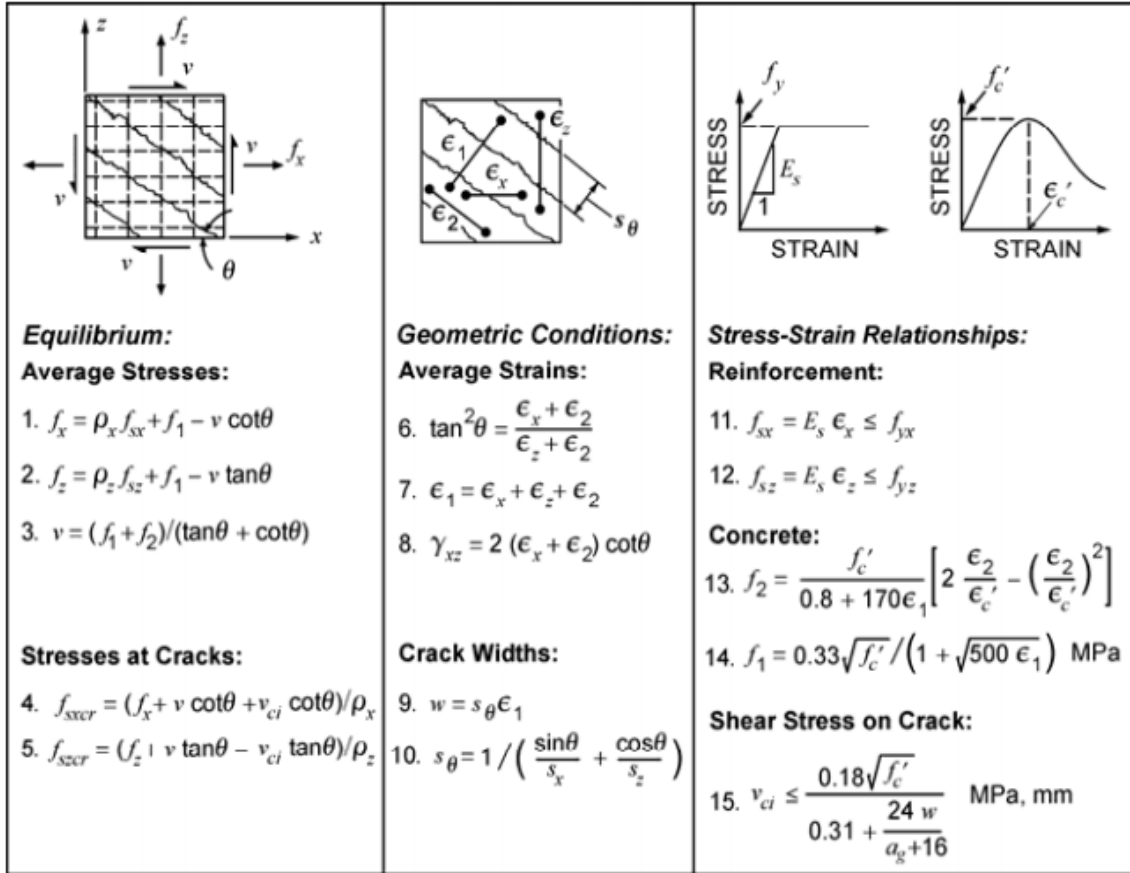 z
f_z
v
v
f_x
v
v
x
θ
ϵ_1
ϵ_z
ϵ_x
ϵ_2
s_θ
STRESS
f_y
E_s
1
STRAIN
STRESS
f_c′
ϵ_c′
STRAIN
Equilibrium:
Average Stresses:
1. f_x = ρ_x f_sx + f_1 − v cotθ
2. f_z = ρ_z f_sz + f_1 − v tanθ
3. v = (f_1 + f_2)/(tanθ + cotθ)
Stresses at Cracks:
4. f_sxcr = (f_x + v cotθ + v_ci cotθ)/ρ_x
5. f_szcr = (f_z ı v tanθ − v_ci tanθ)/ρ_z
Geometric Conditions:
Average Strains:
6. tan²θ = (ϵ_x + ϵ_2)/(ϵ_z + ϵ_2)
7. ϵ_1 = ϵ_x + ϵ_z + ϵ_2
8. γ_xz = 2 (ϵ_x + ϵ_2) cotθ
Crack Widths:
9. w = s_θ ϵ_1
10. s_θ = 1/(sinθ/s_x + cosθ/s_z)
Stress-Strain Relationships:
Reinforcement:
11. f_sx = E_s ϵ_x ≤ f_yx
12. f_sz = E_s ϵ_z ≤ f_yz
Concrete:
13. f_2 = f_c′/(0.8 + 170ϵ_1) [2 ϵ_2/ϵ_c′ − (ϵ_2/ϵ_c′)²]
14. f_1 = 0.33√f_c′/(1 + √500 ϵ_1) MPa
Shear Stress on Crack:
15. v_ci ≤ 0.18√f_c′/(0.31 + 24 w/(a_g+16)) MPa, mm